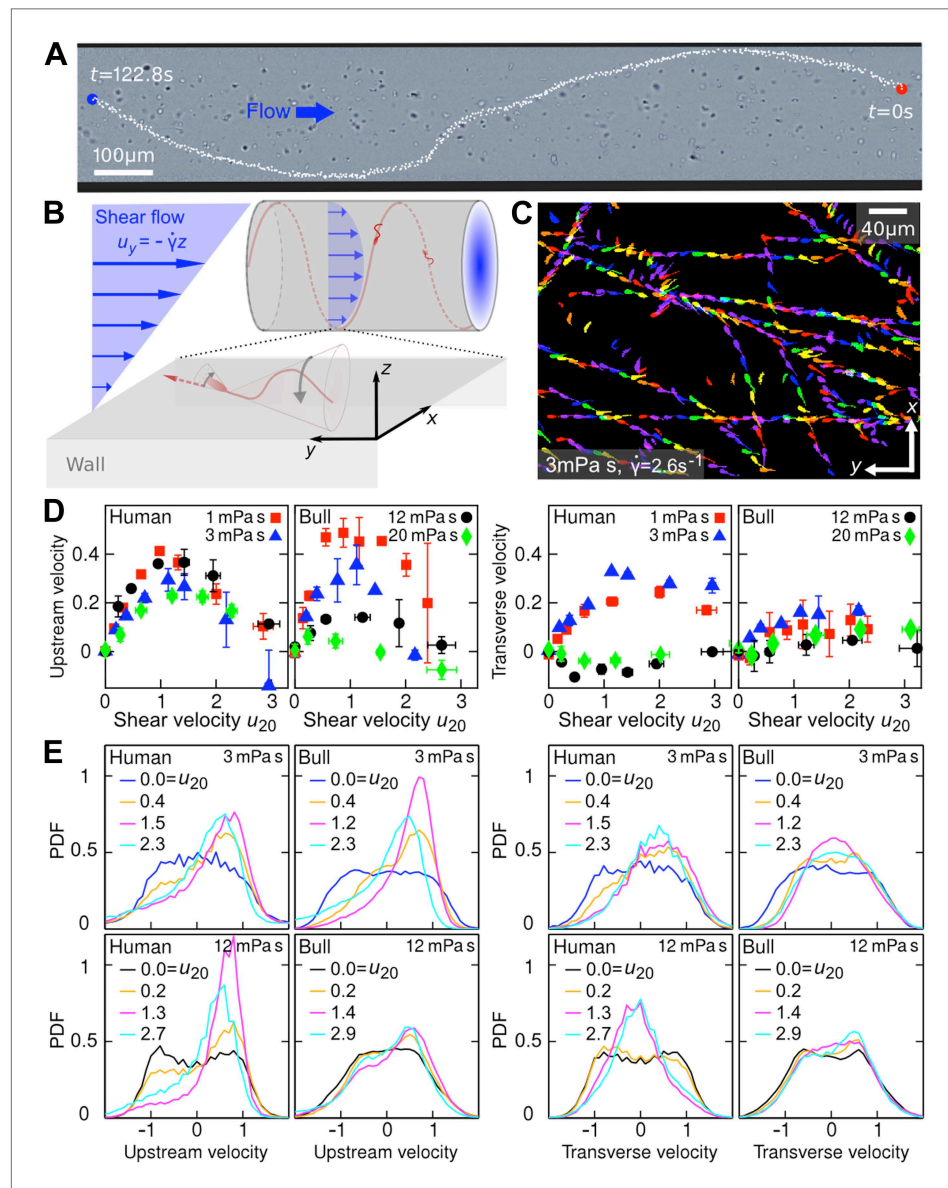 A
t=122.8s
Flow
t=0s
100μm
B
Shear flow
u_y = - γ̇z
z
x
y
Wall
C
40μm
x
y
3mPa s, γ̇=2.6s⁻¹
D
Human
1 mPa s
3 mPa s
Bull
12 mPa s
20 mPa s
Upstream velocity
0.4
0.2
0
0 1 2 3
0 1 2 3
Shear velocity u₂₀
Shear velocity u₂₀
Human
1 mPa s
3 mPa s
Bull
12 mPa s
20 mPa s
Transverse velocity
0.4
0.2
0
0 1 2 3
0 1 2 3
Shear velocity u₂₀
Shear velocity u₂₀
E
Human 3 mPa s
0.0=u₂₀
0.4
1.5
2.3
Bull 3 mPa s
0.0=u₂₀
0.4
1.2
2.3
PDF
1
0.5
0
Human 3 mPa s
0.0=u₂₀
0.4
1.5
2.3
Bull 3 mPa s
0.0=u₂₀
0.4
1.2
2.3
PDF
1
0.5
0
Human 12 mPa s
0.0=u₂₀
0.2
1.3
2.7
Bull 12 mPa s
0.0=u₂₀
0.2
1.4
2.9
PDF
1
0.5
0
-1 0 1
-1 0 1
Upstream velocity
Upstream velocity
Human 12 mPa s
0.0=u₂₀
0.2
1.3
2.7
Bull 12 mPa s
0.0=u₂₀
0.2
1.4
2.9
PDF
1
0.5
0
-1 0 1
-1 0 1
Transverse velocity
Transverse velocity